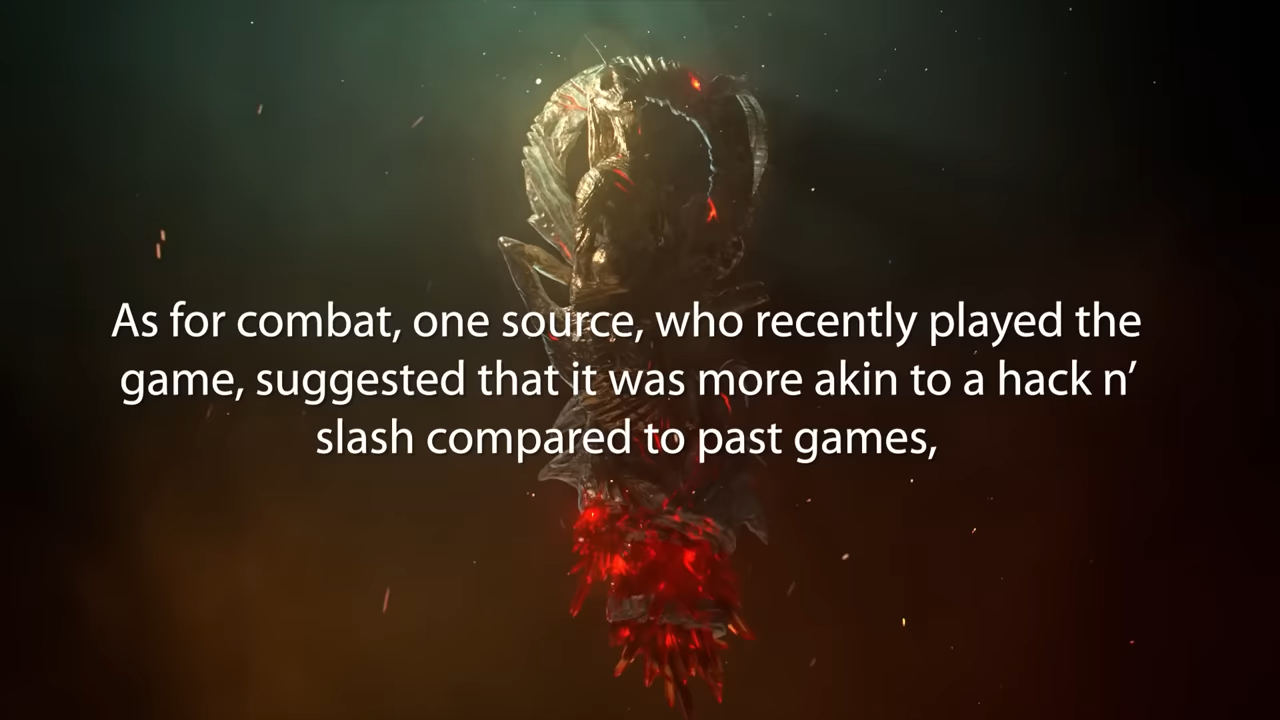 As for combat, one source, who recently played the
game, suggested that it was more akin to a hack n’
slash compared to past games,